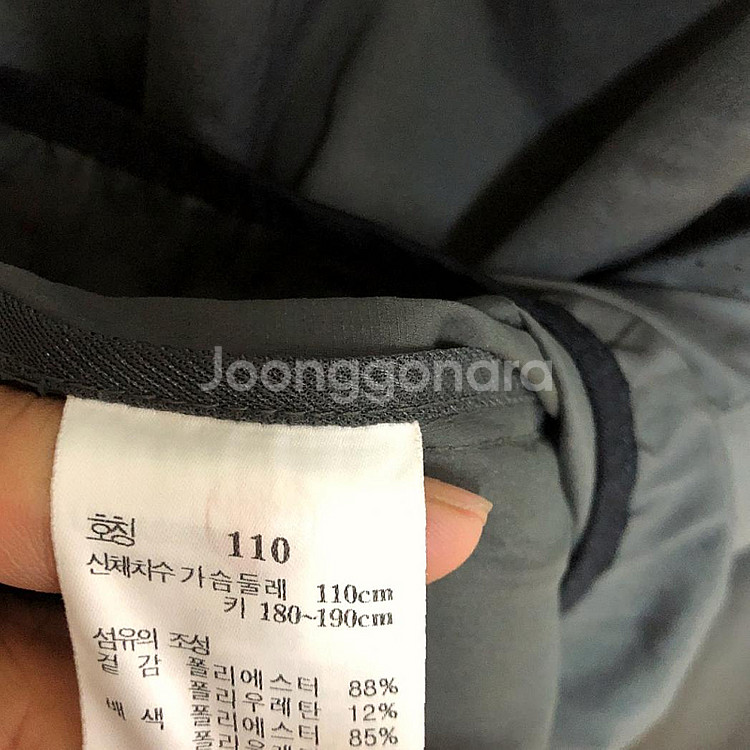 Joonggonara
호칭 110
신체치수 가슴둘레 110cm
키 180~190cm
섬유의 조성
겉감 폴리에스터 88%
폴리우레탄 12%
배색 폴리에스터 85%